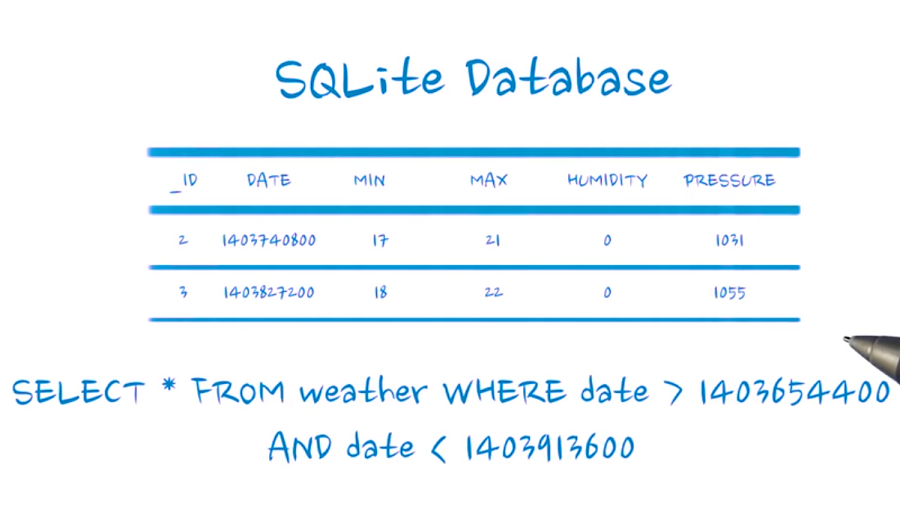 SQLite Database
_ID DATE MIN MAX HUMIDITY PRESSURE
2 1403740800 17 21 0 1031
3 1403827200 18 22 0 1055
SELECT * FROM weather WHERE date > 1403654400
AND date < 1403913600